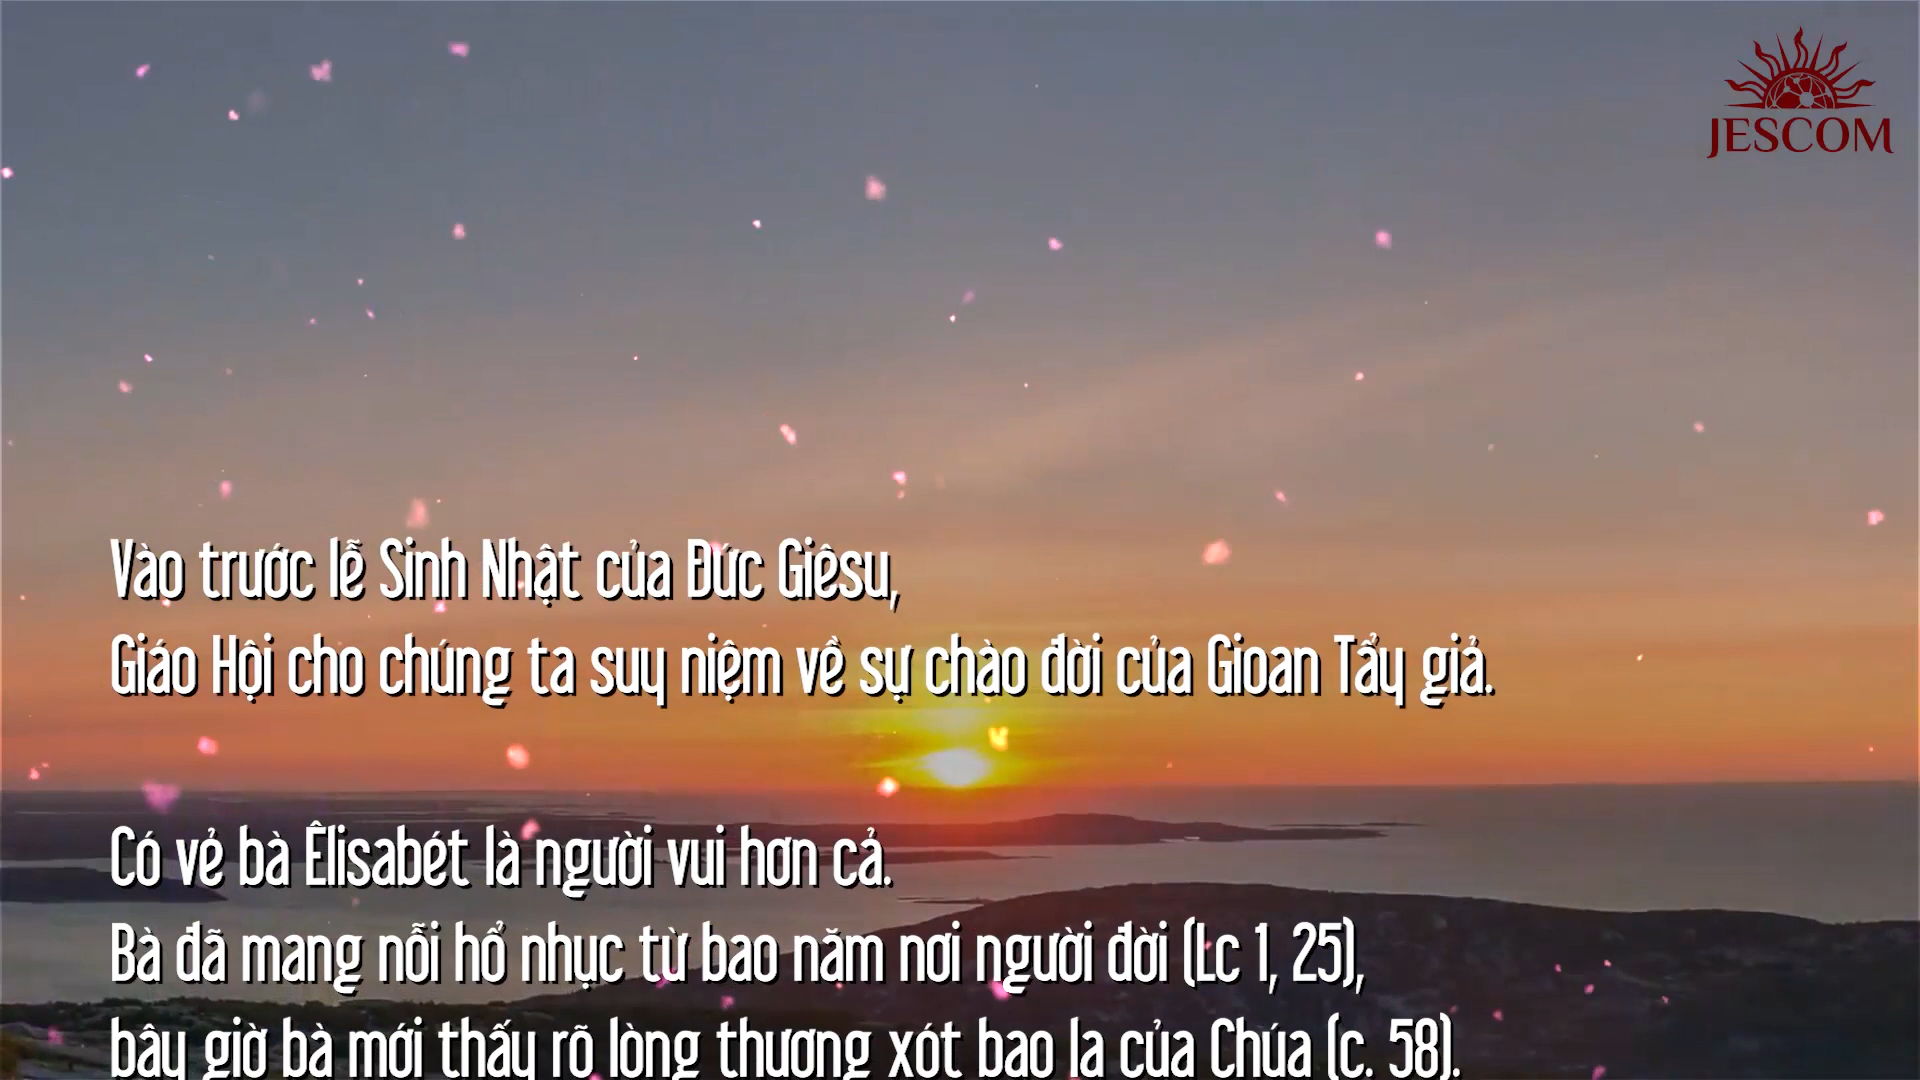 JESCOM
Vào trước lễ Sinh Nhật của Đức Giêsu,
Giáo Hội cho chúng ta suy niệm về sự chào đời của Gioan Tẩy giả.
Có vẻ bà Êlisabét là người vui hơn cả.
Bà đã mang nỗi hổ nhục từ bao năm nơi người đời (Lc 1, 25),
bây giờ bà mới thấy rõ lòng thương xót bao la của Chúa (c. 58).